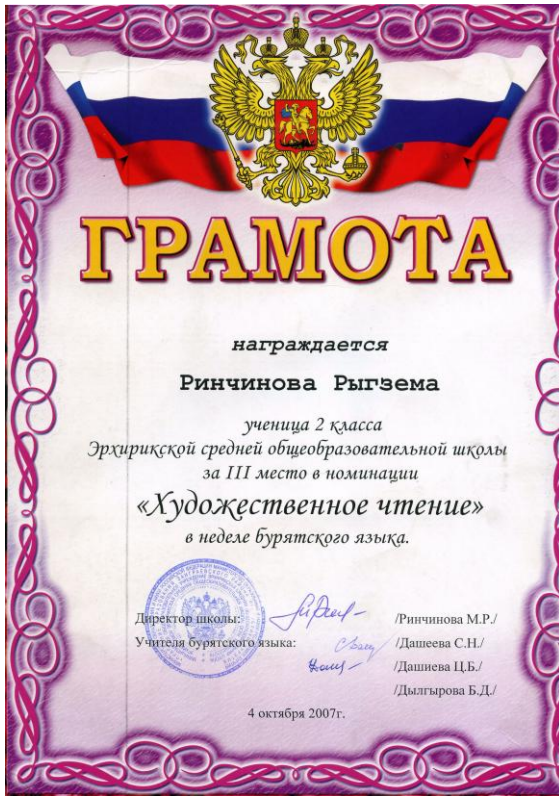 ГРАМОТА
награждается
Ринчинова Рыгзема
ученица 2 класса
Эрхирикской средней общеобразовательной школы
за III место в номинации
«Художественное чтение»
в неделе бурятского языка.
Директор школы: /Ринчинова М.Р./
Учителя бурятского языка: /Дашеева С.Н./
/Дашиева Ц.Б./
/Дылгырова Б.Д./
4 октября 2007г.